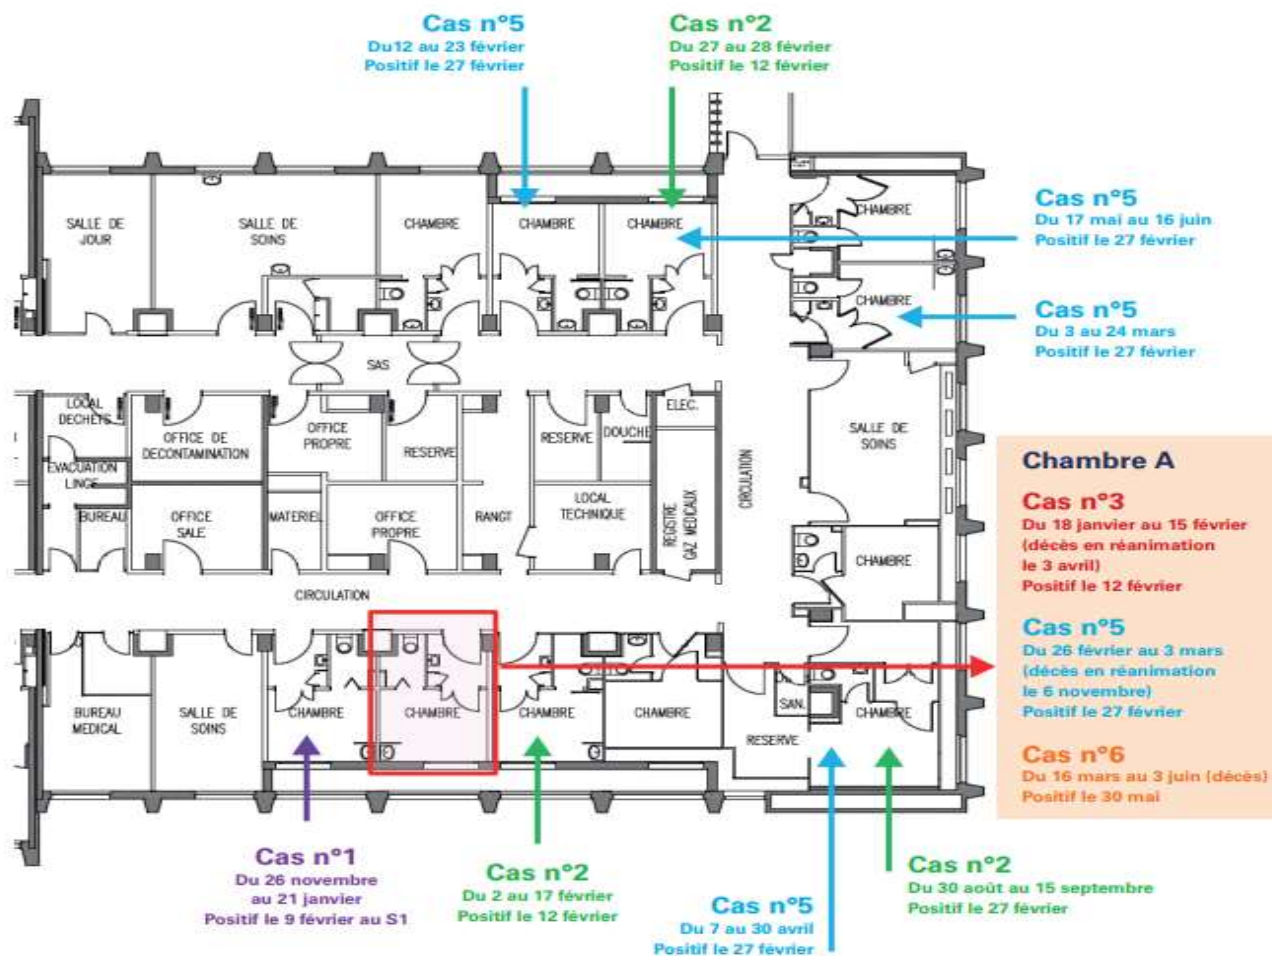 Cas n°5
Du12 au 23 février
Positif le 27 février
Cas n°2
Du 27 au 28 février
Positif le 12 février
SALLE DE
JOUR
SALLE DE
SOINS
CHAMBRE
CHAMBRE
CHAMBRE
CHAMBRE
Cas n°5
Du 17 mai au 16 juin
Positif le 27 février
CHAMBRE
Cas n°5
Du 3 au 24 mars
Positif le 27 février
SAS
LOCAL
DECHETS
OFFICE DE
DECONTAMINATION
OFFICE
PROPRE
RESERVE
RESERVE
DOUCHE
ELEC.
SALLE DE
SOINS
EVACUATION
LINGE
BUREAU
OFFICE
SALE
MATERIEL
OFFICE
PROPRE
RANGT
LOCAL
TECHNIQUE
REGISTRE
GAZ MEDICAUX
CIRCULATION
CHAMBRE
CIRCULATION
Chambre A
Cas n°3
Du 18 janvier au 15 février
(décès en réanimation
le 3 avril)
Positif le 12 février
Cas n°5
Du 26 février au 3 mars
(décès en réanimation
le 6 novembre)
Positif le 27 février
Cas n°6
Du 16 mars au 3 juin (décès)
Positif le 30 mai
BUREAU
MEDICAL
SALLE DE
SOINS
CHAMBRE
CHAMBRE
CHAMBRE
CHAMBRE
SAN.
RESERVE
CHAMBRE
Cas n°1
Du 26 novembre
au 21 janvier
Positif le 9 février au S1
Cas n°2
Du 2 au 17 février
Positif le 12 février
Cas n°5
Du 7 au 30 avril
Positif le 27 février
Cas n°2
Du 30 août au 15 septembre
Positif le 27 février